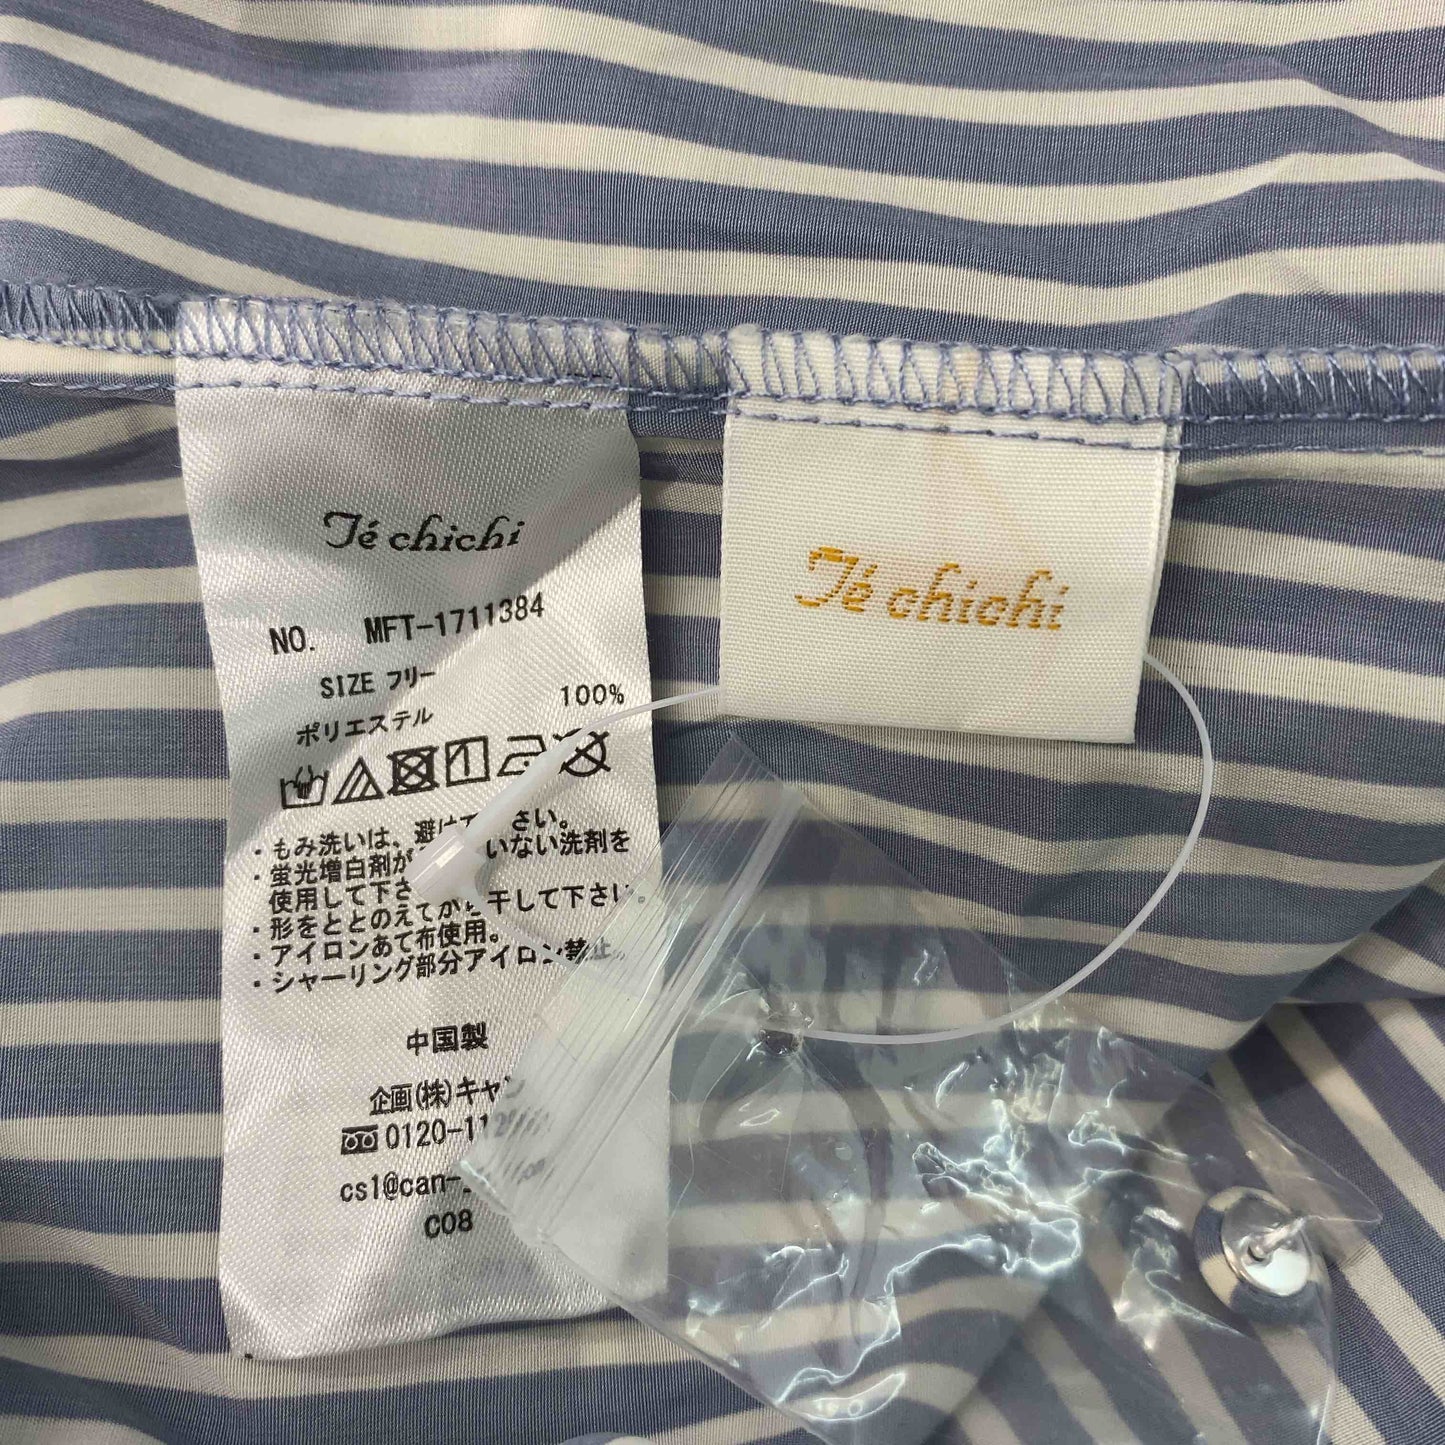 Té chichi
NO. MFT-1711384
SIZE フリー
ポリエステル 100%
・もみ洗いは、避けて さい。
・蛍光増白剤が いない洗剤を
使用して下さ
・形をととのえてから干して下さい。
・アイロンあて布使用。
・シャーリング部分アイロン禁止。
中国製
企画(株)キャン
0120-112
cs1@can-
C08
Té chichi